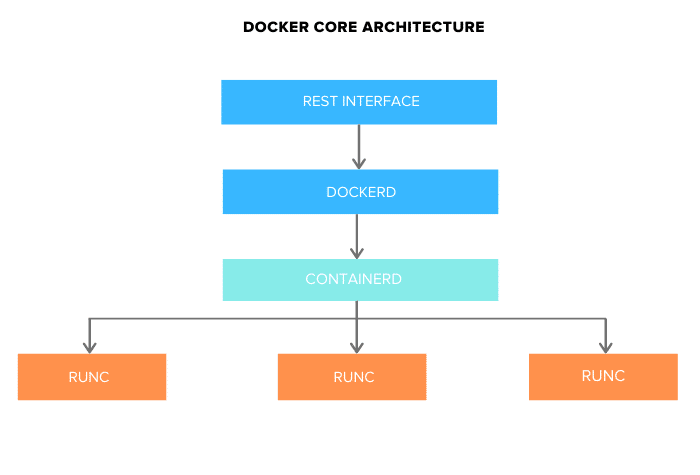 DOCKER CORE ARCHITECTURE
REST INTERFACE
DOCKERD
CONTAINERD
RUNC
RUNC
RUNC